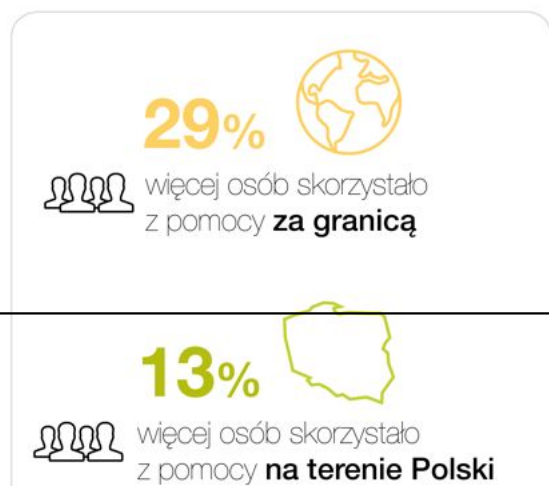 29%
więcej osób skorzystało
z pomocy za granicą
13%
więcej osób skorzystało
z pomocy na terenie Polski